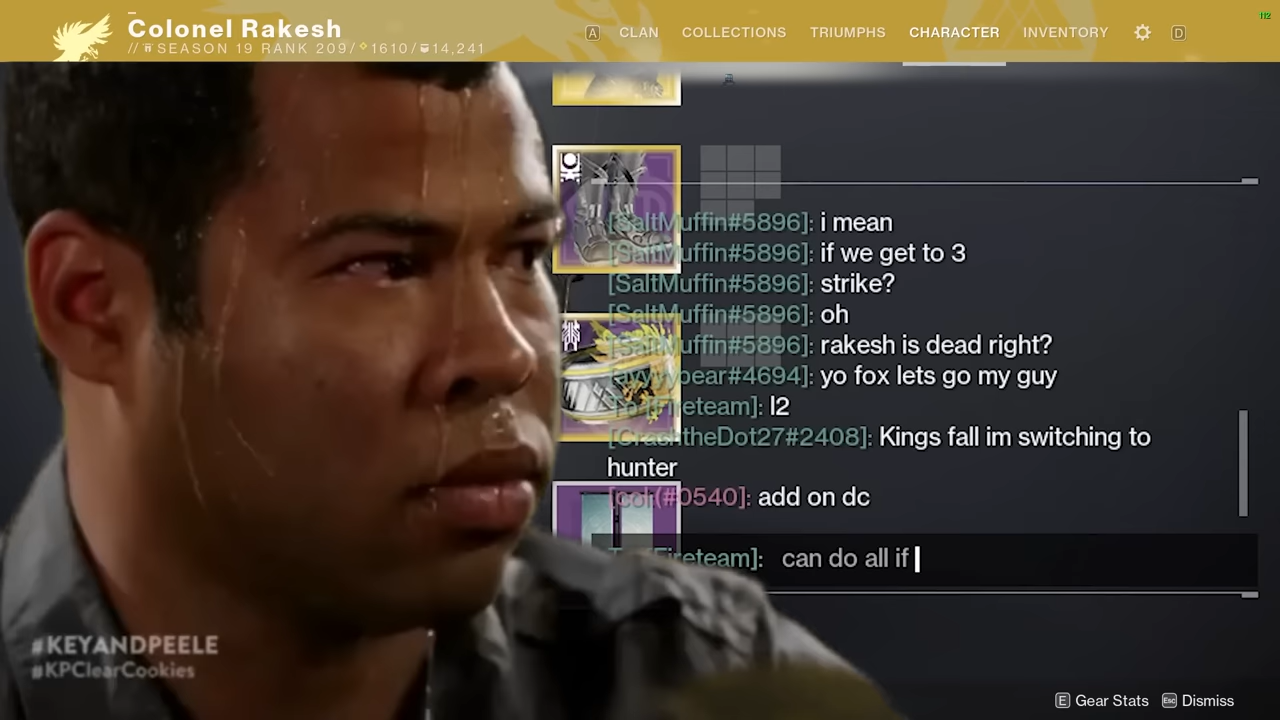 Colonel Rakesh
// SEASON 19 RANK 209/ 1610/ 14,241
A CLAN COLLECTIONS TRIUMPHS CHARACTER INVENTORY D
112
[SaltMuffin#5896]: i mean
[SaltMuffin#5896]: if we get to 3
[SaltMuffin#5896]: strike?
[SaltMuffin#5896]: oh
[SaltMuffin#5896]: rakesh is dead right?
yo fox lets go my guy
To [Fireteam]: l2
[CrashtheDot27#2408]: Kings fall im switching to
hunter
add on dc
To [Fireteam]: can do all if
#KEYANDPEELE
#KPClearCookies
E Gear Stats Esc Dismiss